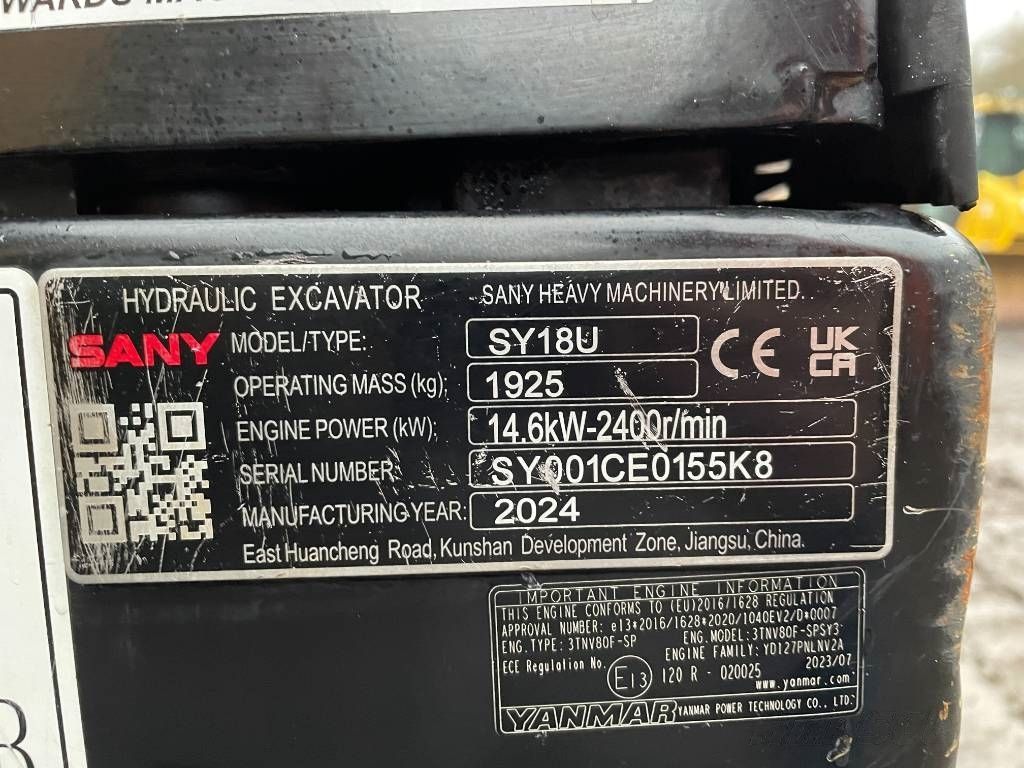 HYDRAULIC EXCAVATOR SANY HEAVY MACHINERY LIMITED.
SANY MODEL/TYPE: SY18U CE UK CA
OPERATING MASS (kg); 1925
ENGINE POWER (kW); 14.6kW-2400r/min
SERIAL NUMBER: SY001CE0155K8
MANUFACTURING YEAR: 2024
East Huancheng Road, Kunshan Development Zone, Jiangsu, China.
IMPORTANT ENGINE INFORMATION
THIS ENGINE CONFORMS TO (EU)2016/1628 REGULATION
APPROVAL NUMBER: e13*2016/1628*2020/1040EV2/D*0007
ENG.TYPE: 3TNV80F-SP ENG.MODEL: 3TNV80F-SPSY3
ENGINE FAMILY: YDI27PNLNV2A
ECE Regulation No. E13 120 R - 020025 2023/07
www.yanmar.com
YANMAR YANMAR POWER TECHNOLOGY CO., LTD.